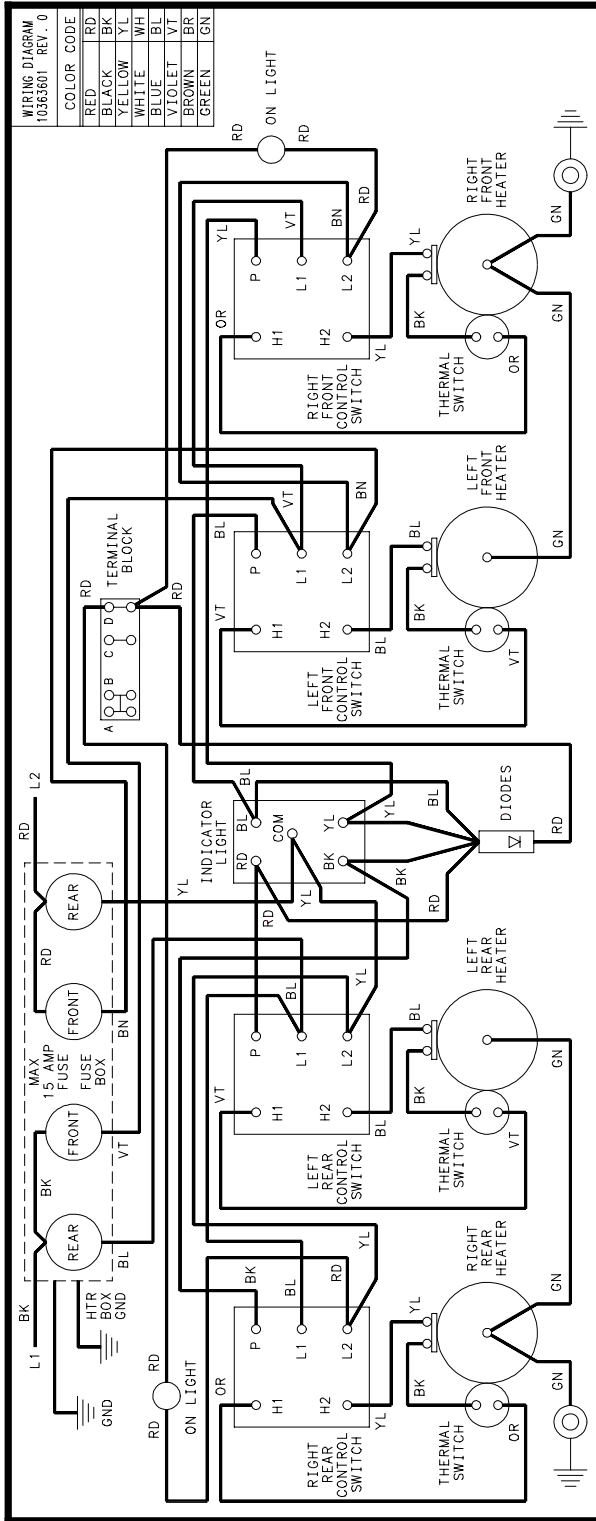 WIRING DIAGRAM
10363601 REV. 0
COLOR CODE
RED RD
BLACK BK
YELLOW YL
WHITE WH
BLUE BL
VIOLET VT
BROWN BR
GREEN GN
L1
BK
HTR
BOX
GND
GND
REAR
BL
BK
FRONT
VT
MAX
15 AMP
FUSE
FUSE
BOX
FRONT
BN
RD
REAR
YL
RD
L2
TERMINAL
BLOCK
A
B
C
D
RD
RD
RD
RD
ON LIGHT
RD
RD
ON LIGHT
RIGHT
REAR
CONTROL
SWITCH
OR
H1
H2
P
L1
L2
BK
BL
RD
YL
YL
LEFT
REAR
CONTROL
SWITCH
VT
H1
H2
P
L1
L2
RD
BL
YL
BL
INDICATOR
LIGHT
RD
BL
COM
BK
YL
YL
YL
BK
RD
BL
DIODES
RD
LEFT
FRONT
CONTROL
SWITCH
VT
H1
H2
P
L1
L2
BL
VT
BN
BL
RIGHT
FRONT
CONTROL
SWITCH
OR
H1
H2
P
L1
L2
YL
VT
BN
RD
YL
THERMAL
SWITCH
BK
YL
OR
RIGHT
REAR
HEATER
GN
GN
THERMAL
SWITCH
BK
BL
VT
LEFT
REAR
HEATER
GN
THERMAL
SWITCH
BK
BL
VT
LEFT
FRONT
HEATER
GN
THERMAL
SWITCH
BK
YL
OR
RIGHT
FRONT
HEATER
GN
GN